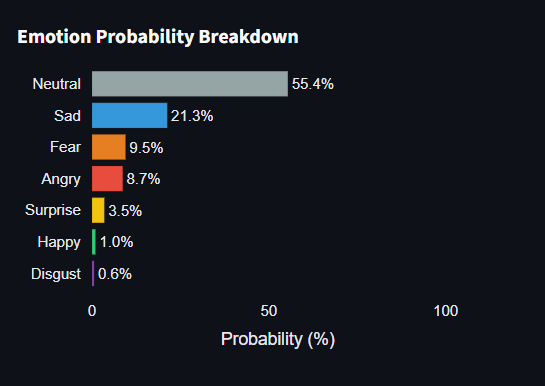 Emotion Probability Breakdown
Neutral 55.4%
Sad 21.3%
Fear 9.5%
Angry 8.7%
Surprise 3.5%
Happy 1.0%
Disgust 0.6%
0 50 100
Probability (%)